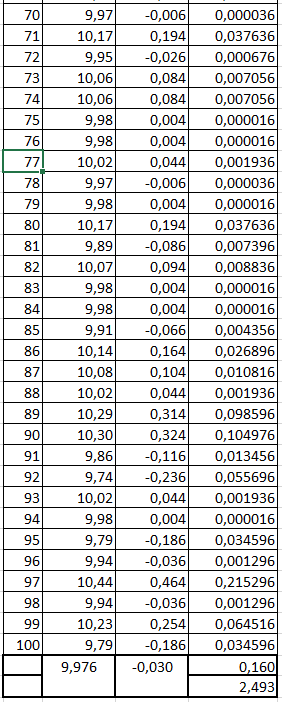 70 9,97 -0,006 0,000036
71 10,17 0,194 0,037636
72 9,95 -0,026 0,000676
73 10,06 0,084 0,007056
74 10,06 0,084 0,007056
75 9,98 0,004 0,000016
76 9,98 0,004 0,000016
77 10,02 0,044 0,001936
78 9,97 -0,006 0,000036
79 9,98 0,004 0,000016
80 10,17 0,194 0,037636
81 9,89 -0,086 0,007396
82 10,07 0,094 0,008836
83 9,98 0,004 0,000016
84 9,98 0,004 0,000016
85 9,91 -0,066 0,004356
86 10,14 0,164 0,026896
87 10,08 0,104 0,010816
88 10,02 0,044 0,001936
89 10,29 0,314 0,098596
90 10,30 0,324 0,104976
91 9,86 -0,116 0,013456
92 9,74 -0,236 0,055696
93 10,02 0,044 0,001936
94 9,98 0,004 0,000016
95 9,79 -0,186 0,034596
96 9,94 -0,036 0,001296
97 10,44 0,464 0,215296
98 9,94 -0,036 0,001296
99 10,23 0,254 0,064516
100 9,79 -0,186 0,034596
9,976 -0,030 0,160
2,493